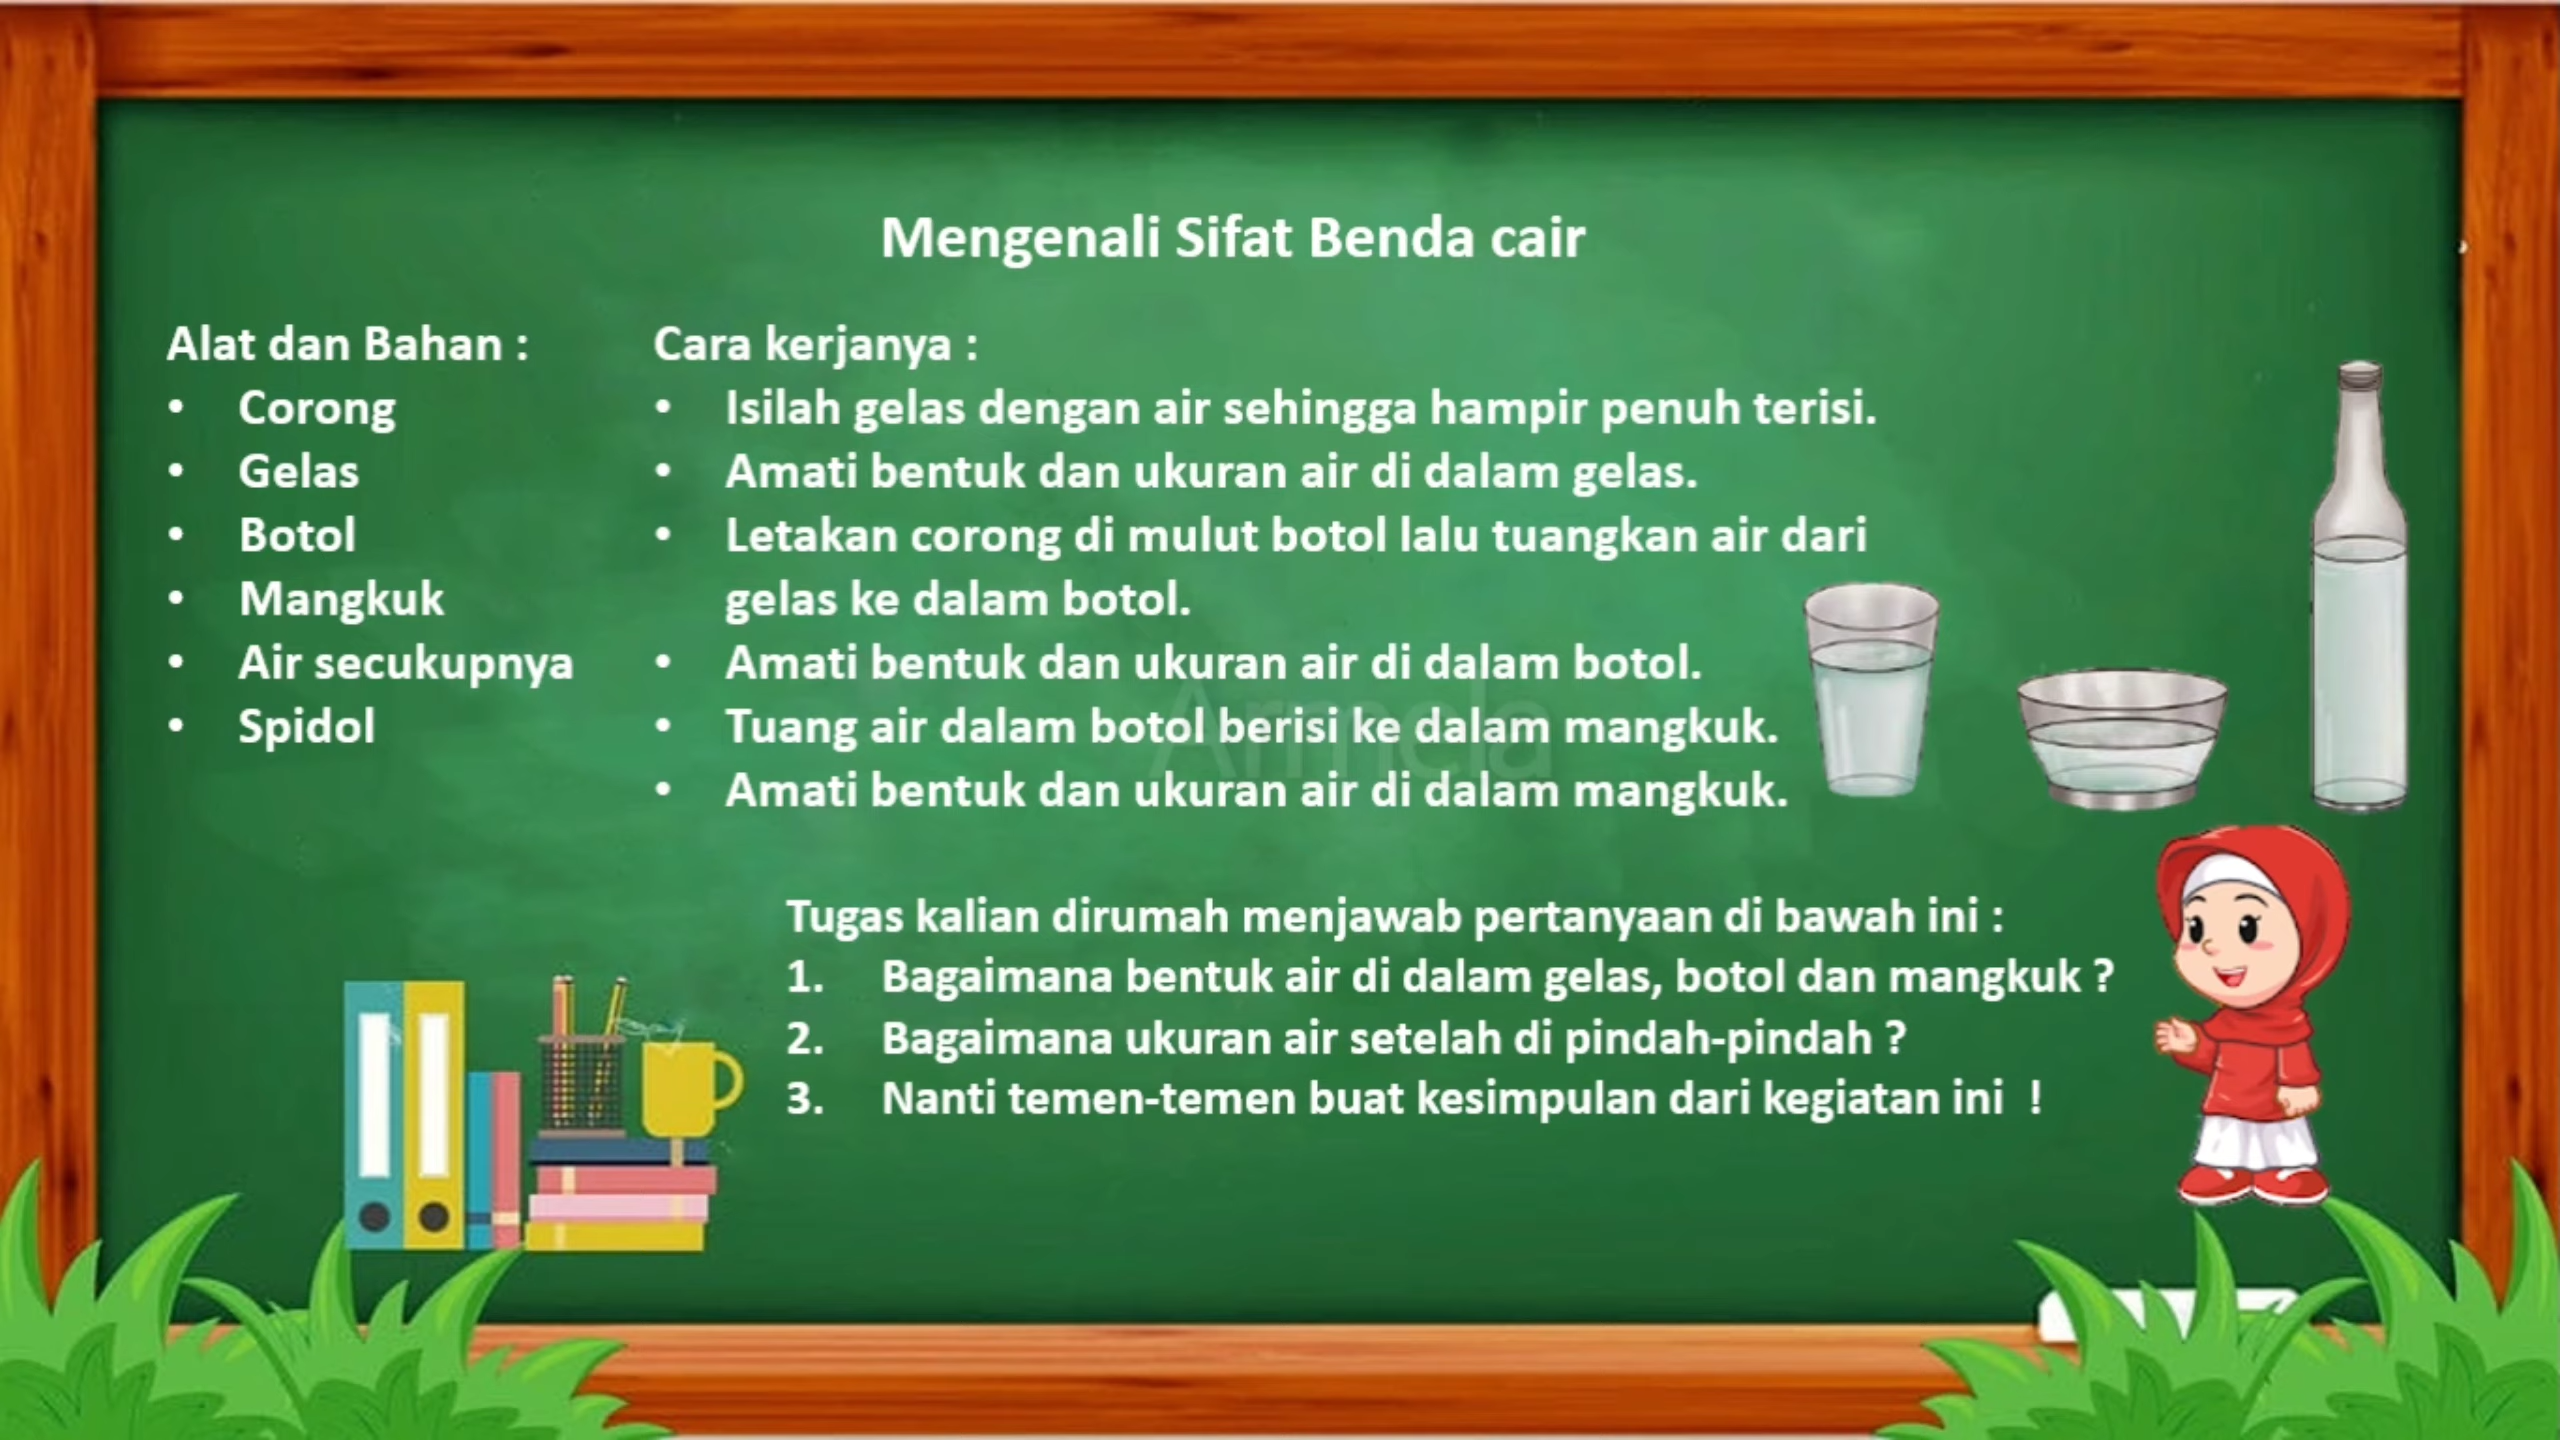 Mengenali Sifat Benda cair
Alat dan Bahan :
• Corong
• Gelas
• Botol
• Mangkuk
• Air secukupnya
• Spidol
Cara kerjanya :
• Isilah gelas dengan air sehingga hampir penuh terisi.
• Amati bentuk dan ukuran air di dalam gelas.
• Letakan corong di mulut botol lalu tuangkan air dari
gelas ke dalam botol.
• Amati bentuk dan ukuran air di dalam botol.
• Tuang air dalam botol berisi ke dalam mangkuk.
• Amati bentuk dan ukuran air di dalam mangkuk.
Armela
Tugas kalian dirumah menjawab pertanyaan di bawah ini :
1. Bagaimana bentuk air di dalam gelas, botol dan mangkuk ?
2. Bagaimana ukuran air setelah di pindah-pindah ?
3. Nanti temen-temen buat kesimpulan dari kegiatan ini !